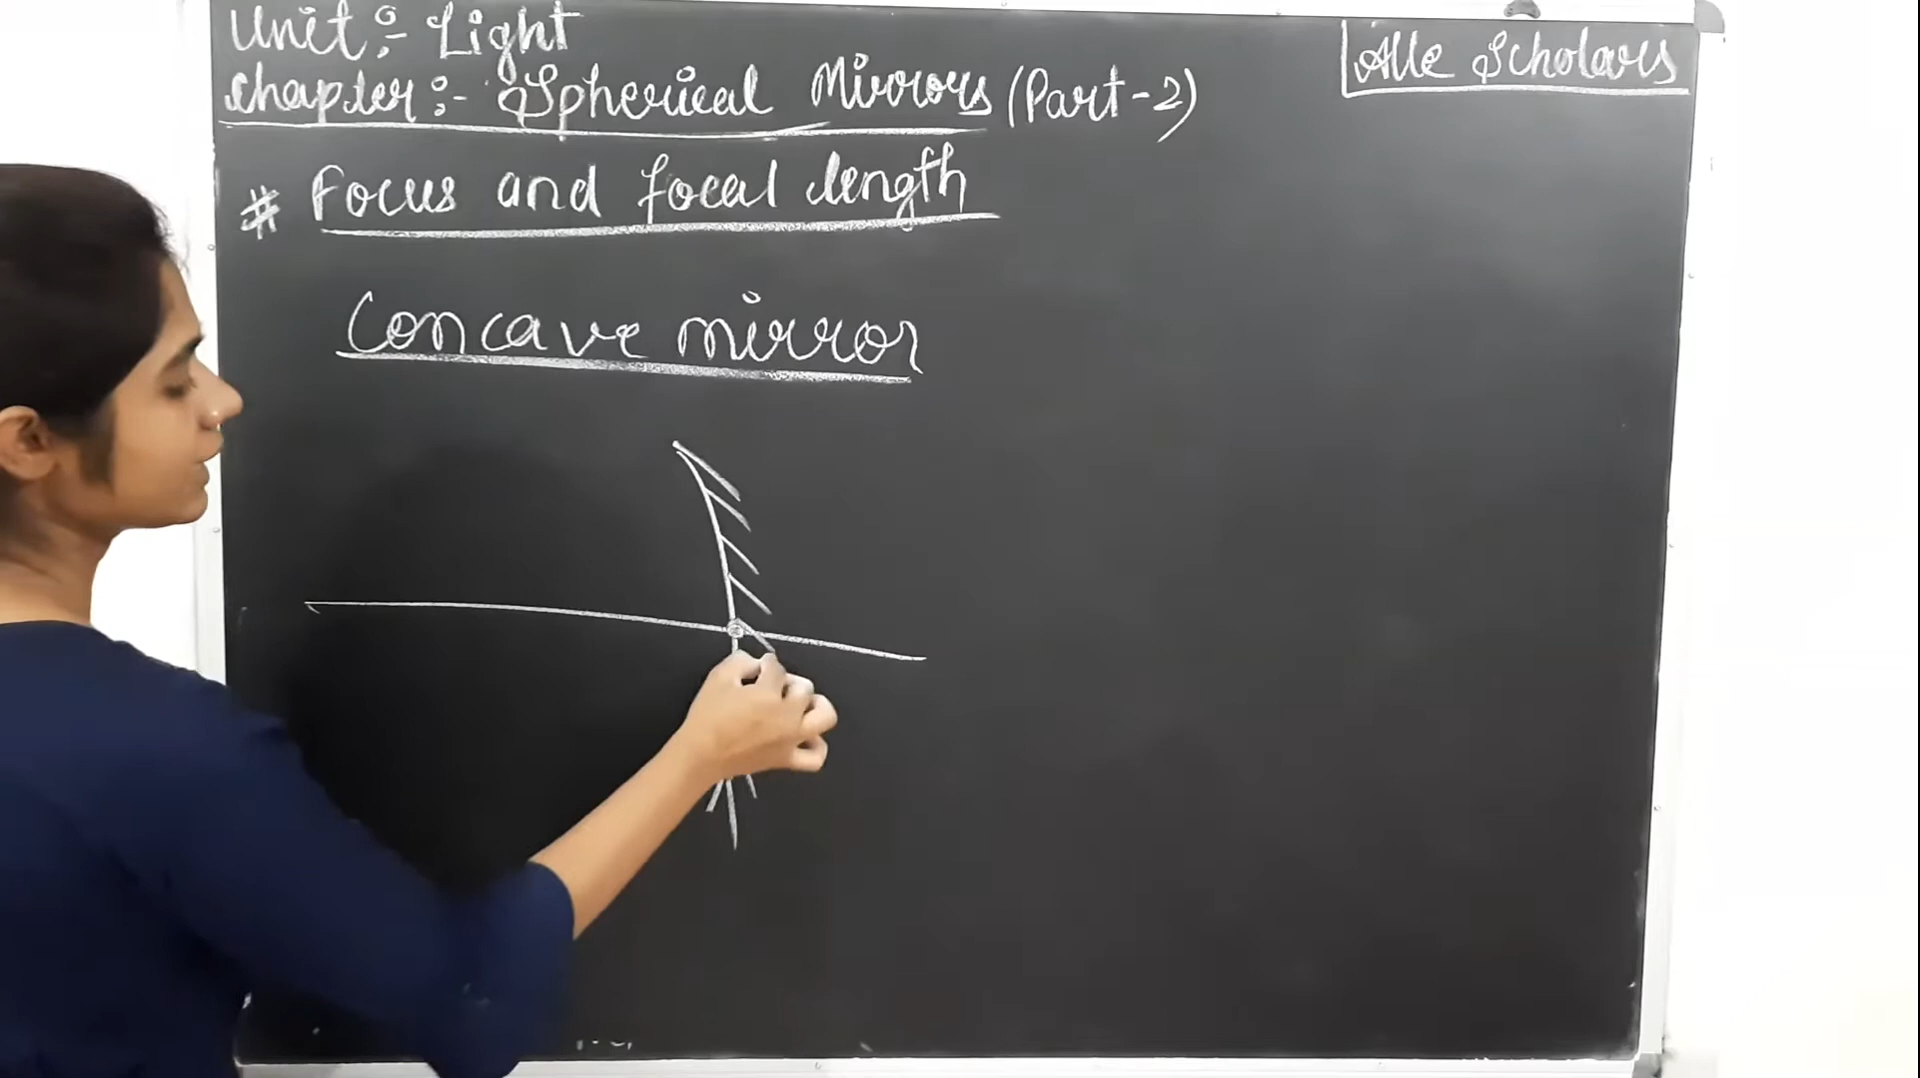 Unit :- Light
Chapter :- Spherical Mirrors (Part-2)
Alle Scholars
# Focus and focal length
Concave mirror